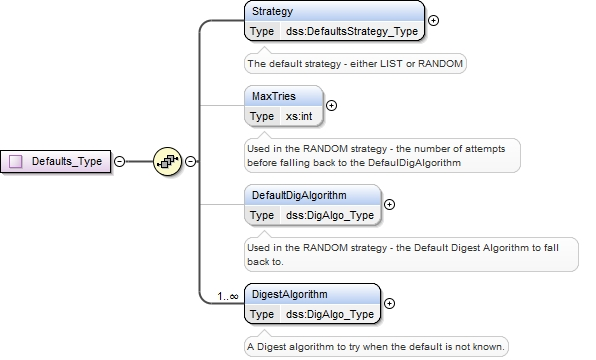 Strategy
Type dss:DefaultsStrategy_Type
The default strategy - either LIST or RANDOM
MaxTries
Type xs:int
Used in the RANDOM strategy - the number of attempts
before falling back to the DefaulDigAlgorithm
Defaults_Type
DefaultDigAlgorithm
Type dss:DigAlgo_Type
Used in the RANDOM strategy - the Default Digest Algorithm to fall
back to.
1..∞
DigestAlgorithm
Type dss:DigAlgo_Type
A Digest algorithm to try when the default is not known.